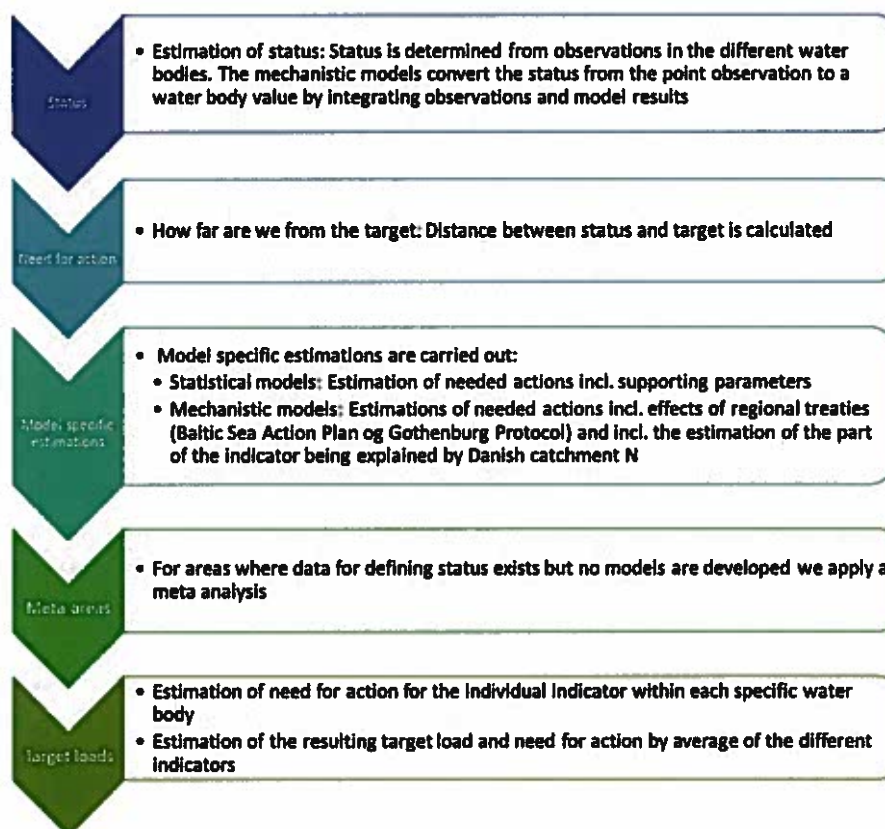 Status
• Estimation of status: Status is determined from observations in the different water
bodies. The mechanistic models convert the status from the point observation to a
water body value by integrating observations and model results
Need for action
• How far are we from the target: Distance between status and target is calculated
Model specific
estimations
• Model specific estimations are carried out:
• Statistical models: Estimation of needed actions incl. supporting parameters
• Mechanistic models: Estimations of needed actions incl. effects of regional treaties
(Baltic Sea Action Plan og Gothenburg Protocol) and incl. the estimation of the part
of the indicator being explained by Danish catchment N
Meta areas
• For areas where data for defining status exists but no models are developed we apply a
meta analysis
Target loads
• Estimation of need for action for the individual indicator within each specific water
body
• Estimation of the resulting target load and need for action by average of the different
indicators